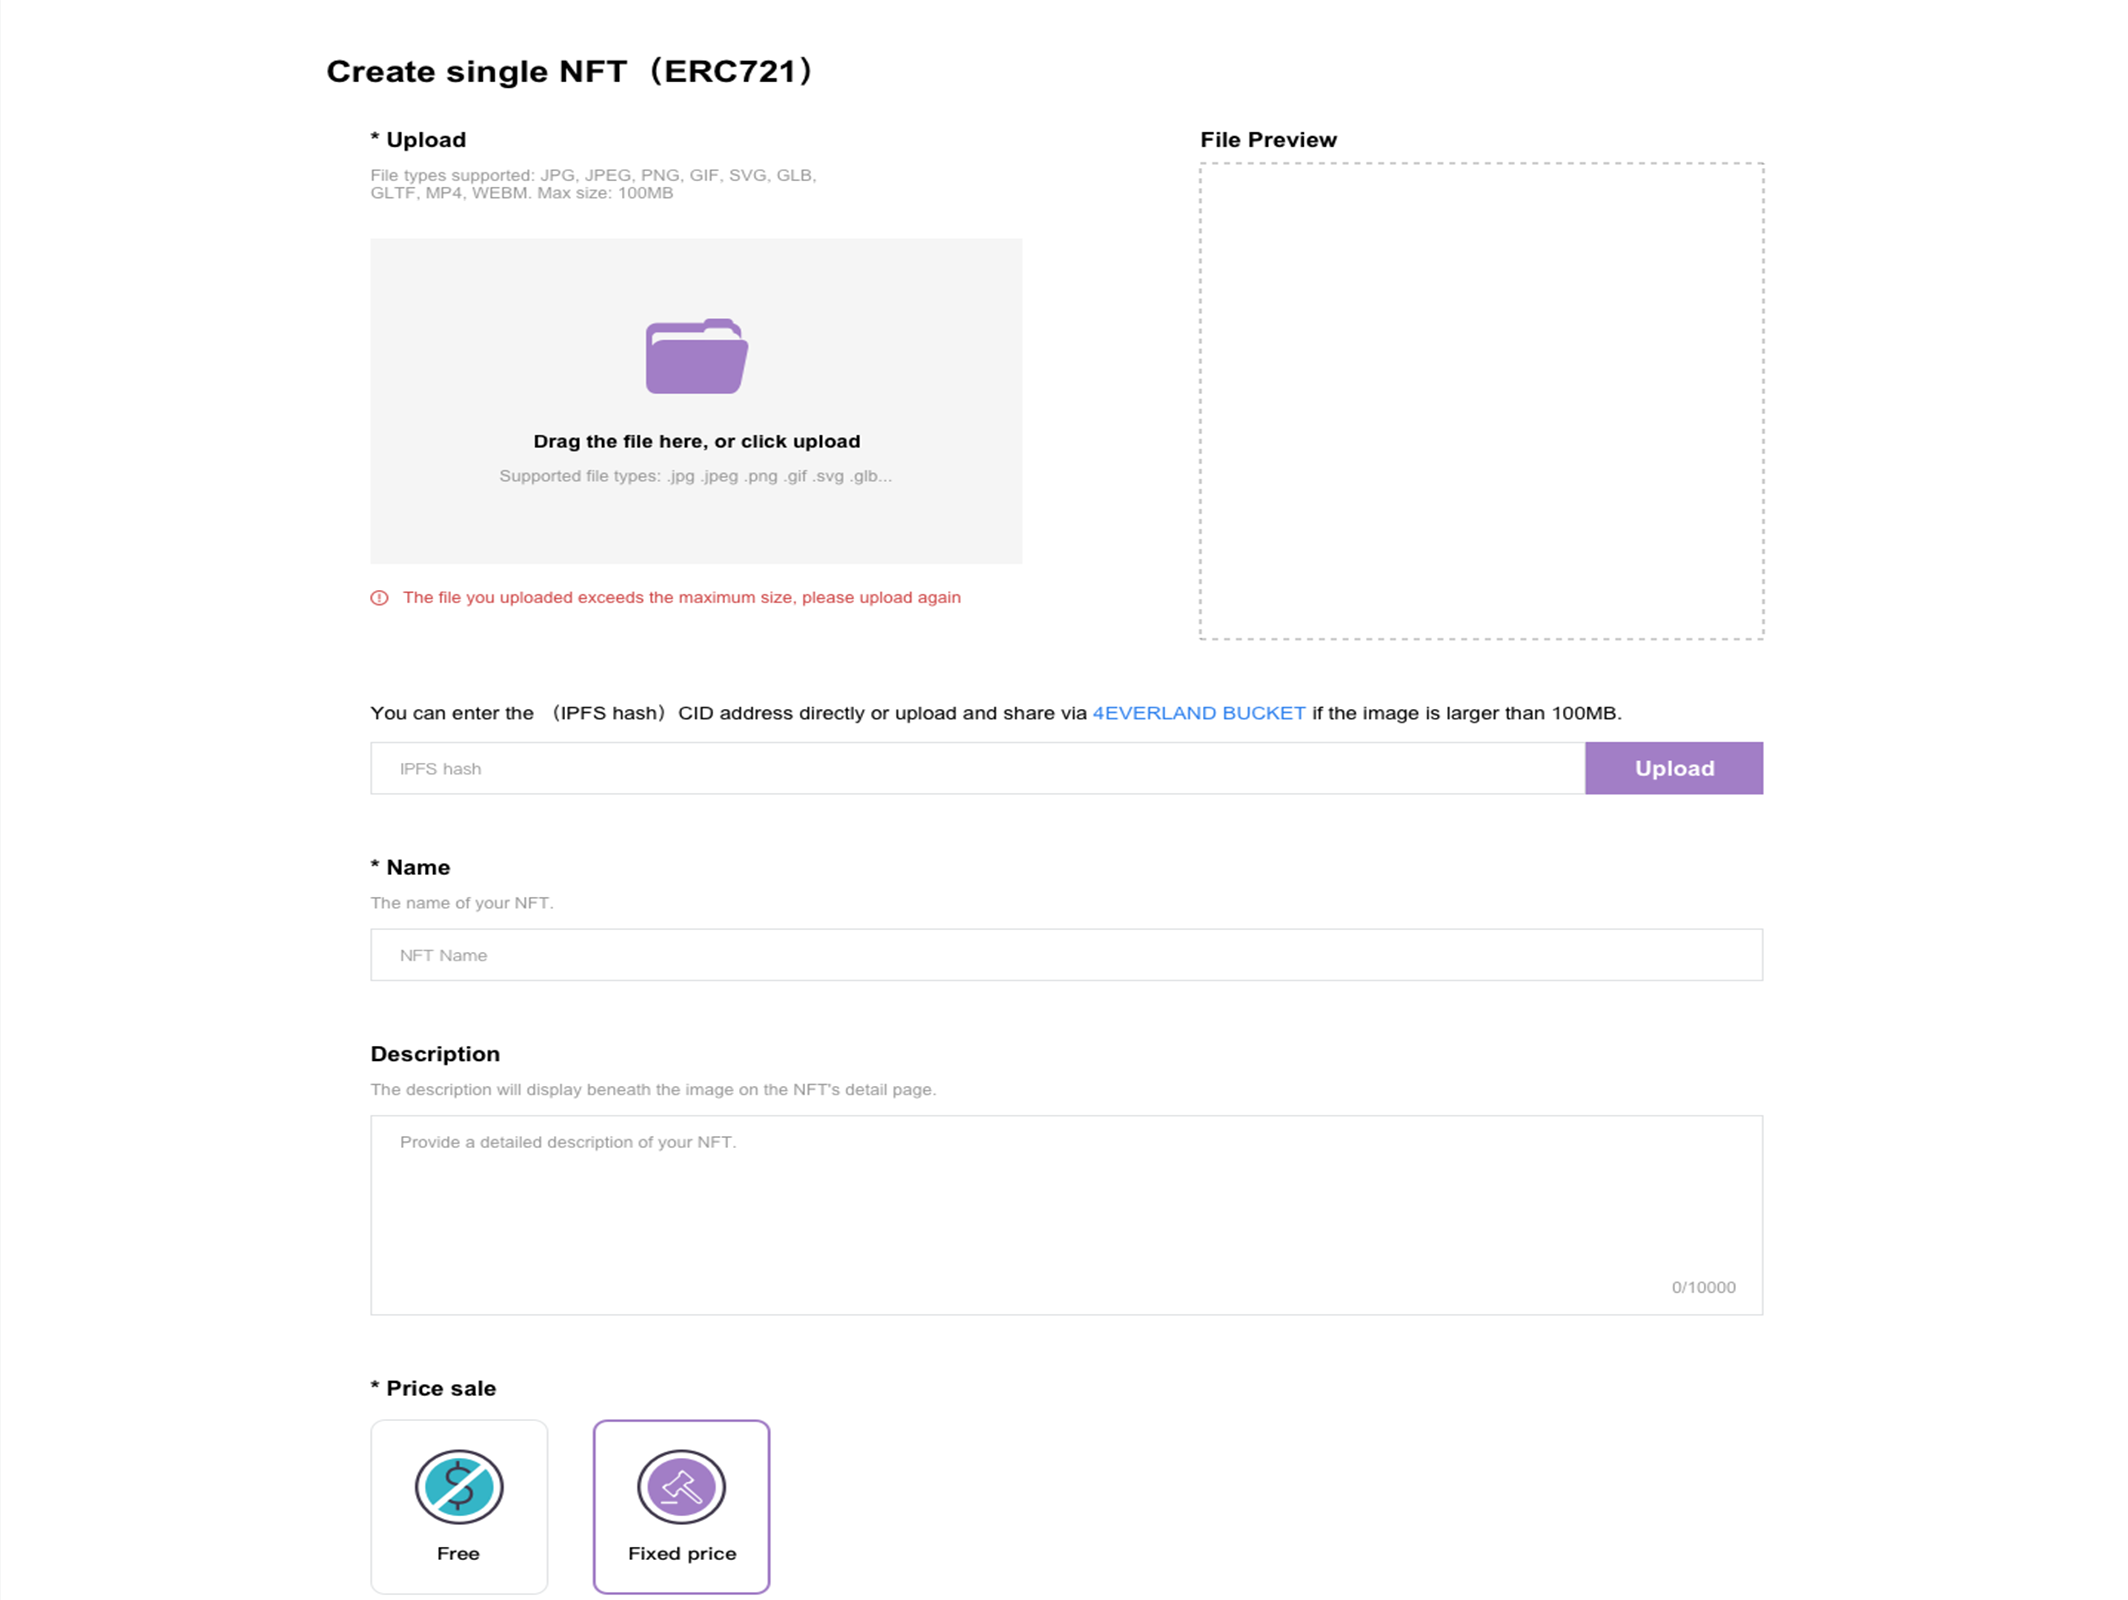 Create single NFT（ERC721）
* Upload
File types supported: JPG, JPEG, PNG, GIF, SVG, GLB,
GLTF, MP4, WEBM. Max size: 100MB
File Preview
Drag the file here, or click upload
Supported file types: .jpg .jpeg .png .gif .svg .glb...
The file you uploaded exceeds the maximum size, please upload again
You can enter the （IPFS hash）CID address directly or upload and share via 4EVERLAND BUCKET if the image is larger than 100MB.
IPFS hash
Upload
* Name
The name of your NFT.
NFT Name
Description
The description will display beneath the image on the NFT's detail page.
Provide a detailed description of your NFT.
0/10000
* Price sale
Free
Fixed price